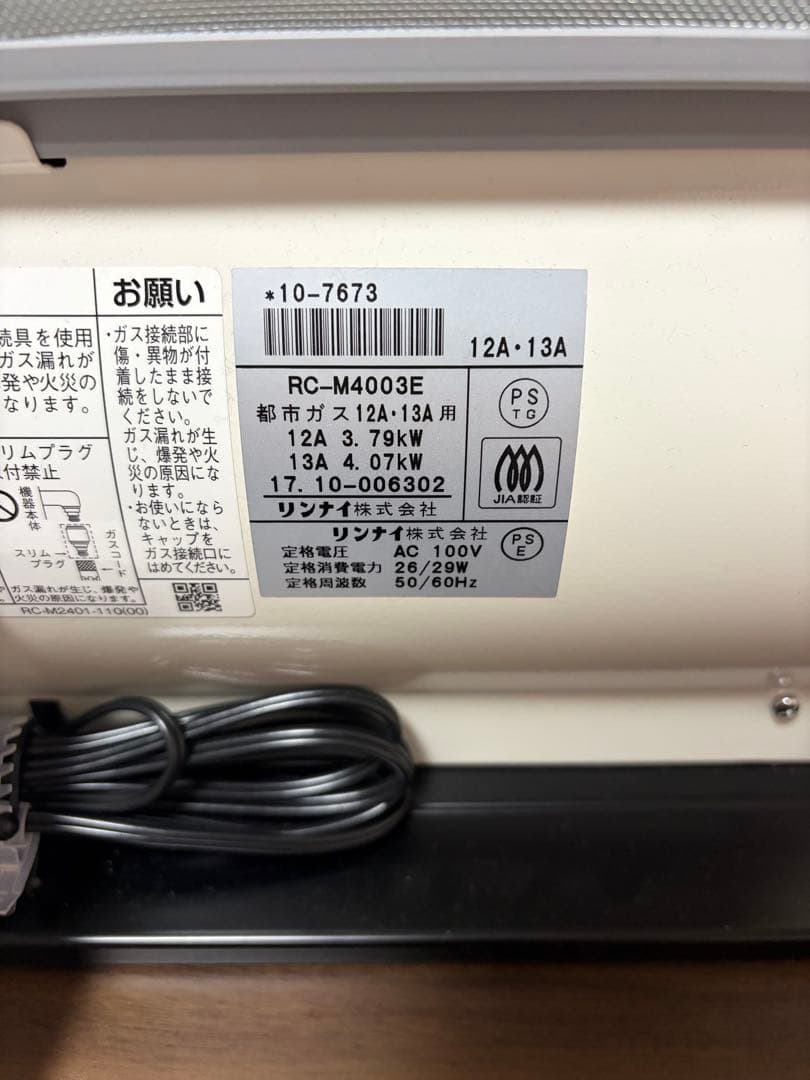 続具を使用
ガス漏れが
発や火災の
なります。
リムプラグ
付禁止
機器本体
スリム
プラグ
ガスコード
ガス漏れが生じ、爆発や
火災の原因になります。
RC-M2401-110(00)
お願い
・ガス接続部に
傷・異物が付
着したまま接
続をしないで
ください。
ガス漏れが生
じ、爆発や火
災の原因にな
ります。
・お使いになら
ないときは、
キャップを
ガス接続口に
はめてください。
*10-7673
12A・13A
RC-M4003E
都市ガス12A・13A用
12A 3.79kW
13A 4.07kW
17.10-006302
リンナイ株式会社
PS
TG
JIA認証
リンナイ株式会社
定格電圧 AC 100V
定格消費電力 26/29W
定格周波数 50/60Hz
PS
E